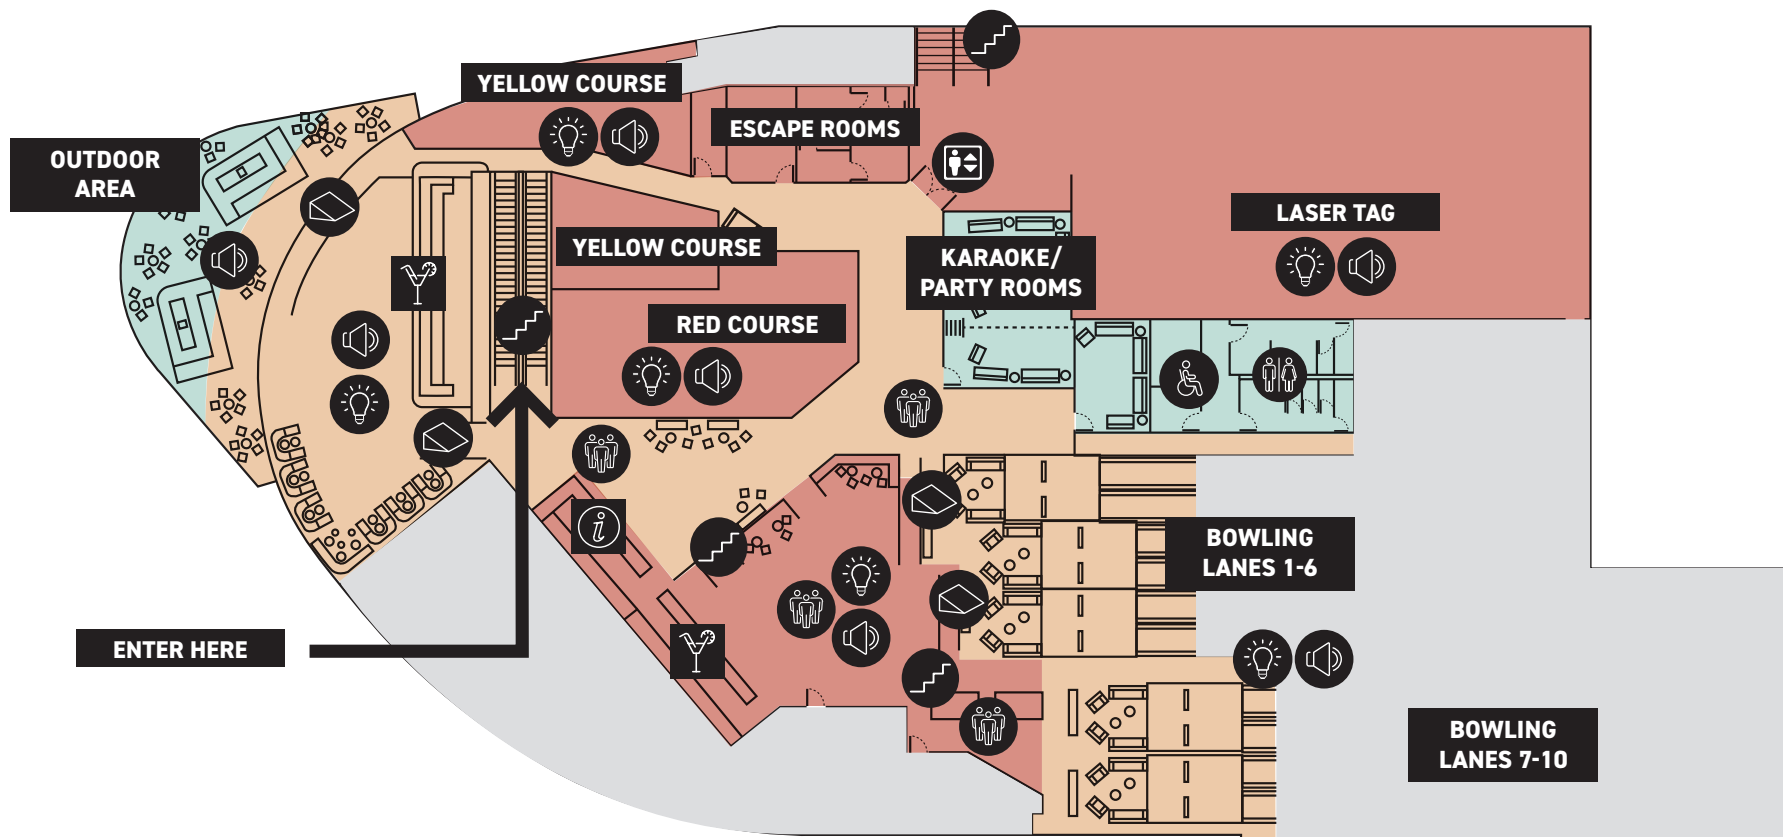 YELLOW COURSE
ESCAPE ROOMS
OUTDOOR
AREA
LASER TAG
YELLOW COURSE
KARAOKE/
PARTY ROOMS
RED COURSE
i
BOWLING
LANES 1-6
ENTER HERE
BOWLING
LANES 7-10